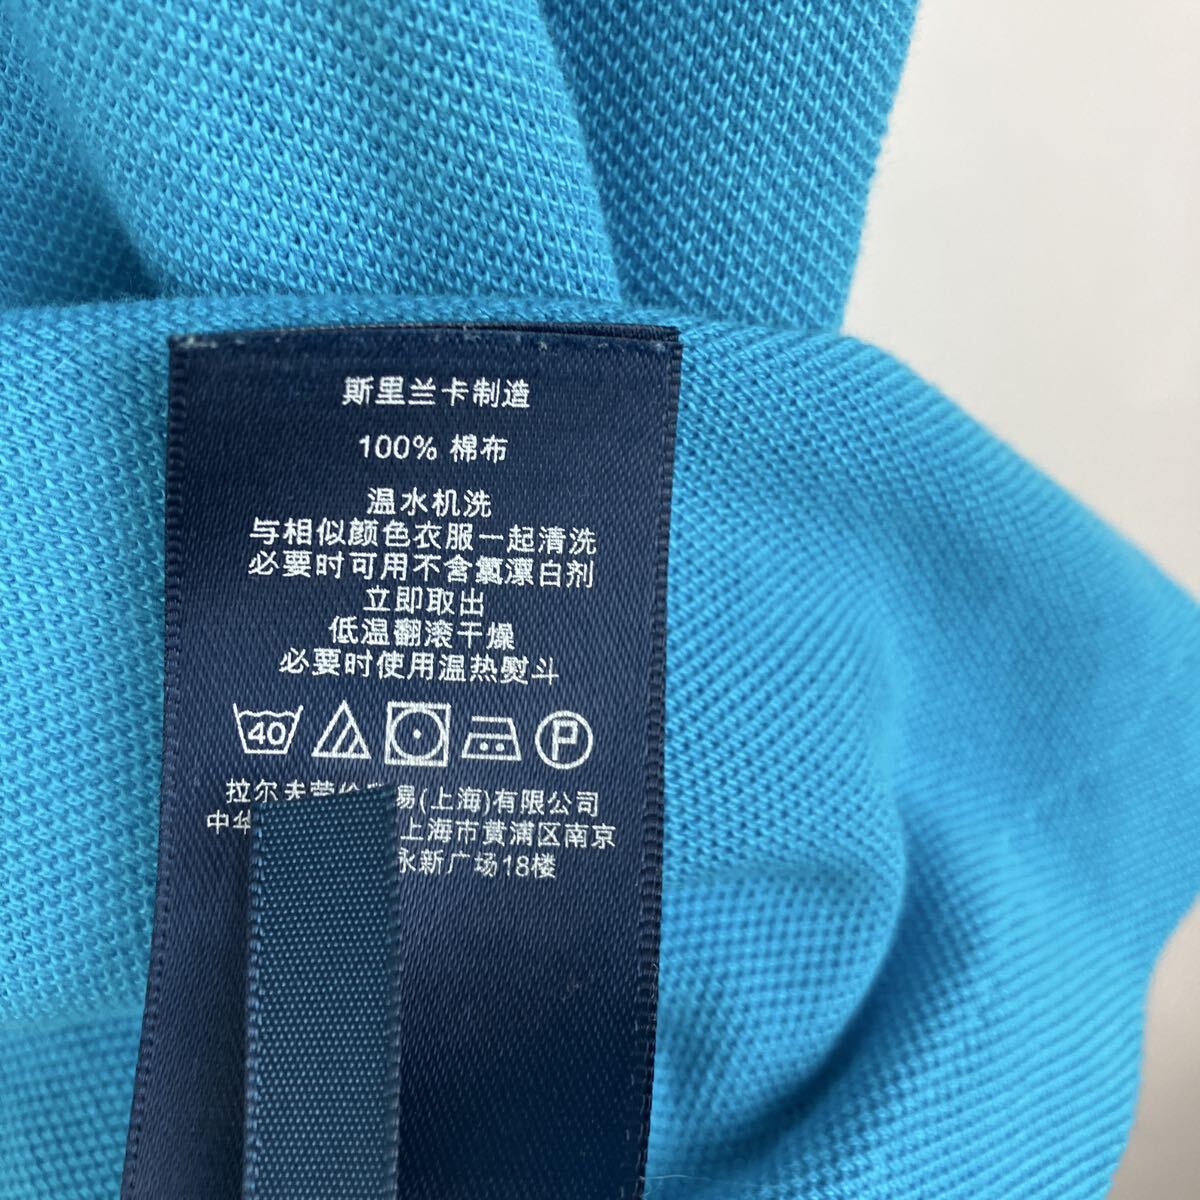 斯里兰卡制造
100% 棉布
温水机洗
与相似颜色衣服一起清洗
必要时可用不含氯漂白剂
立即取出
低温翻滚干燥
必要时使用温热熨斗
40 P
拉尔夫 易(上海)有限公司
中华 上海市黄浦区南京
永新广场18楼